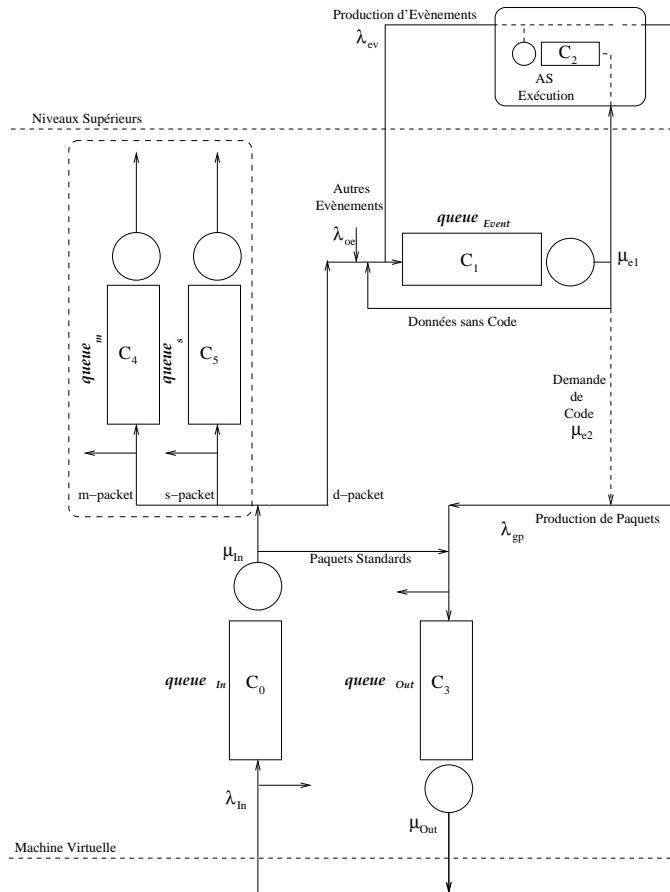 Production d'Evènements
λev
C2
AS
Exécution
Niveaux Supérieurs
Autres
Evènements
λoe
queue Event
C1
μe1
Données sans Code
queue m
C4
queue s
C5
Demande
de
Code
μe2
m−packet
s−packet
d−packet
Production de Paquets
λgp
μIn
Paquets Standards
queue In
C0
queue Out
C3
λIn
μOut
Machine Virtuelle